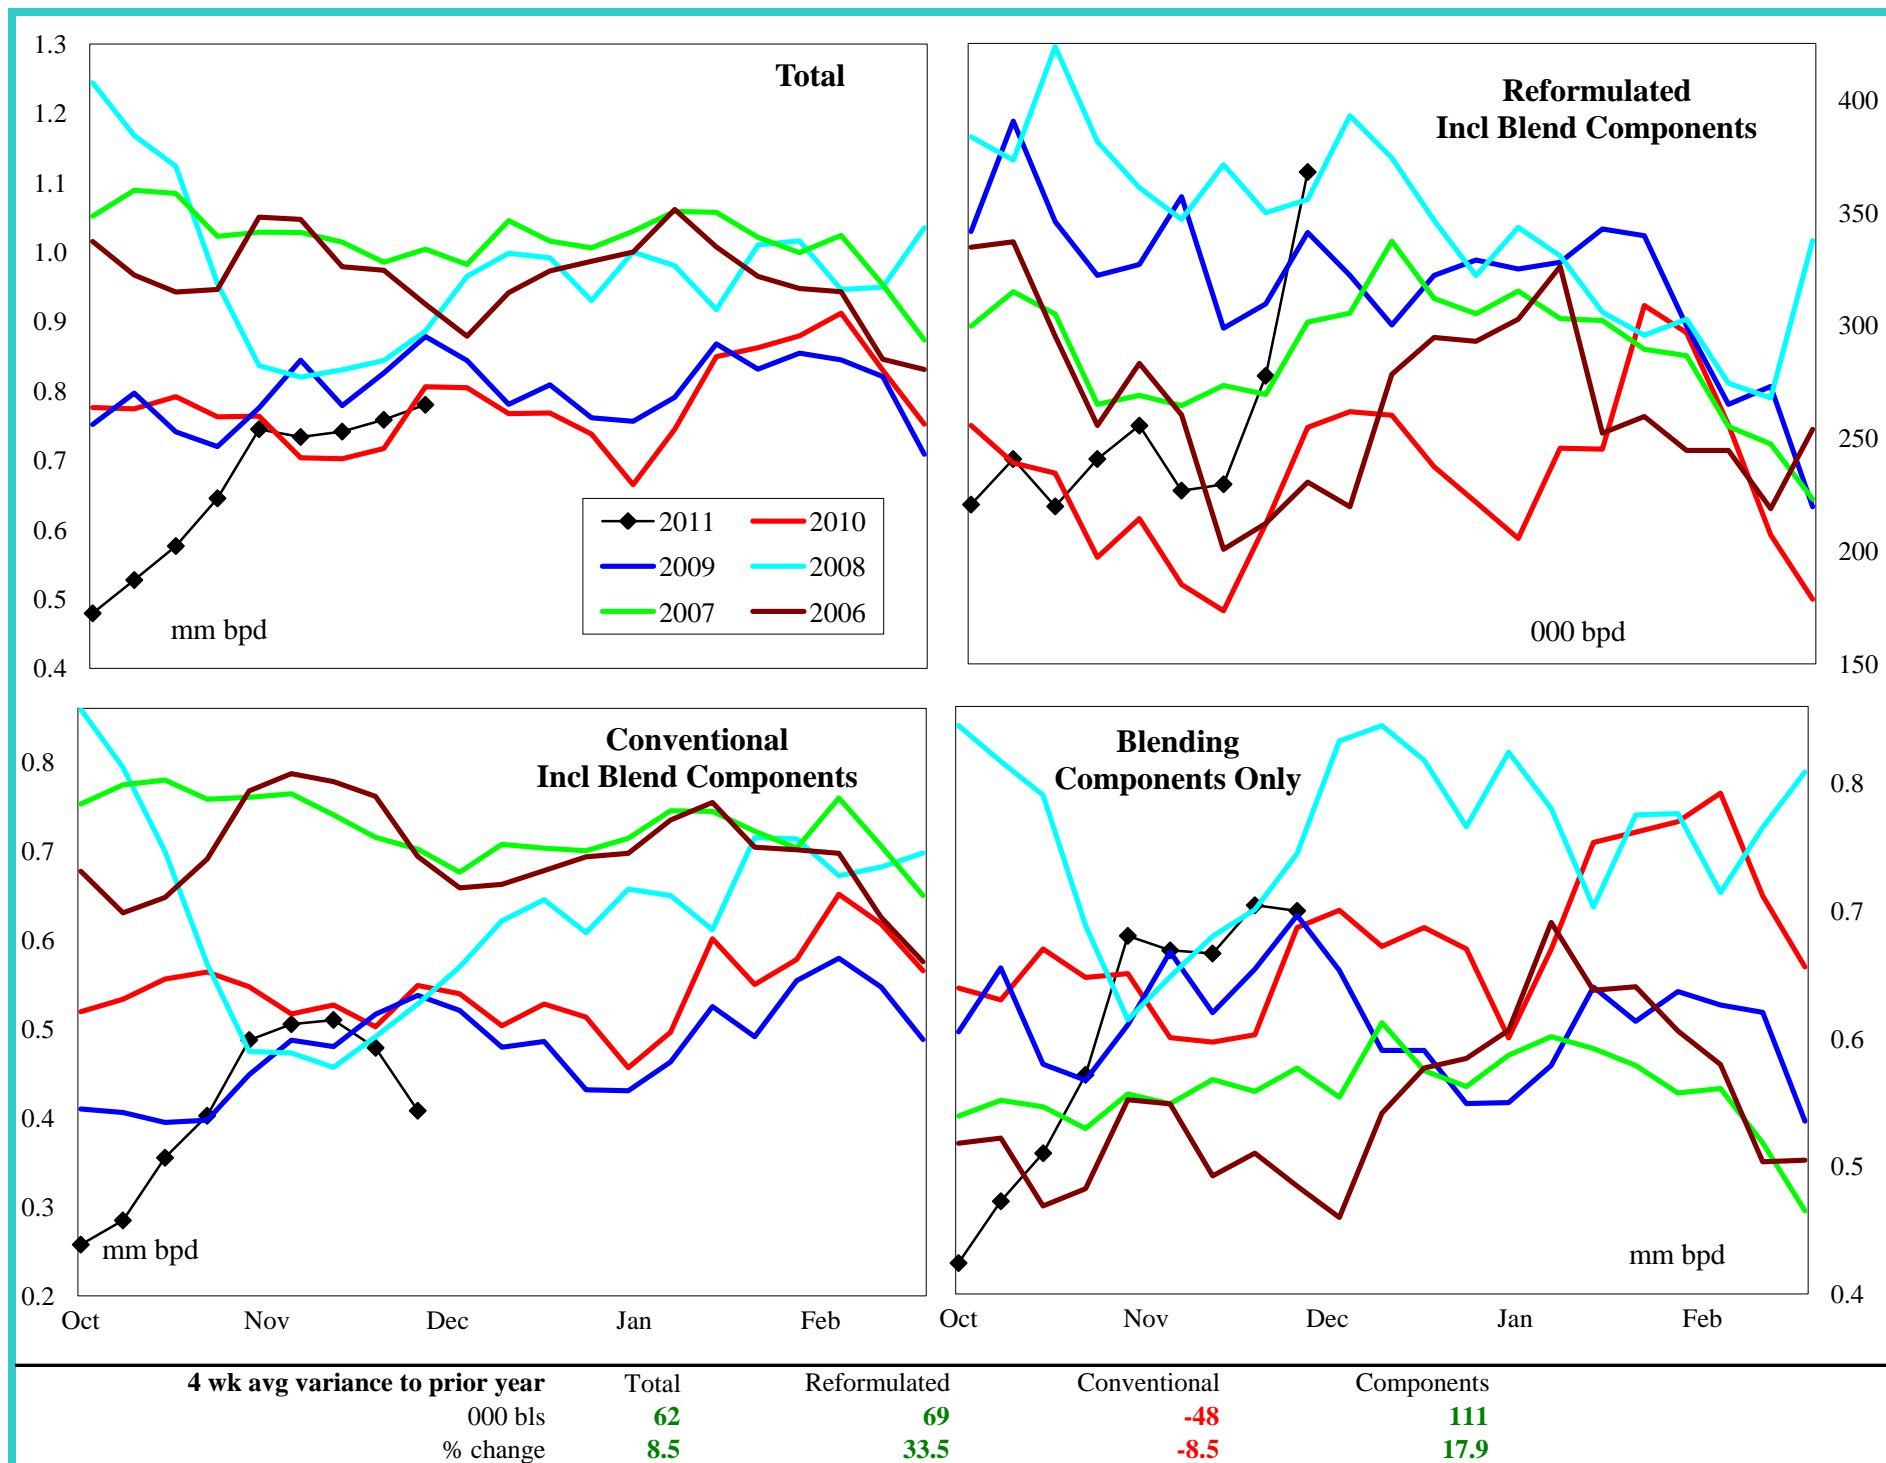 1.3
1.2
1.1
1.0
0.9
0.8
0.7
0.6
0.5
0.4
Total
2011
2010
2009
2008
2007
2006
mm bpd
Reformulated
Incl Blend Components
400
350
300
250
200
150
000 bpd
0.8
0.7
0.6
0.5
0.4
0.3
0.2
Conventional
Incl Blend Components
mm bpd
Oct Nov Dec Jan Feb
Blending
Components Only
0.8
0.7
0.6
0.5
0.4
mm bpd
Oct Nov Dec Jan Feb
4 wk avg variance to prior year Total Reformulated Conventional Components
000 bls 62 69 -48 111
% change 8.5 33.5 -8.5 17.9